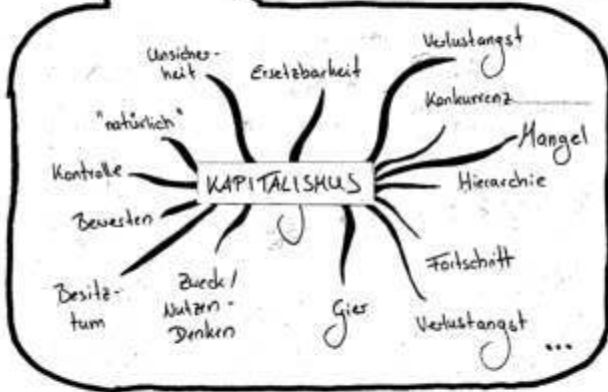 Unsicher-
heit
Ersetzbarkeit
Verlustangst
Konkurrenz
"natürlich"
Mangel
Kontrolle
KAPITALISMUS
Hierarchie
Bewerten
Besitz-
tum
Zweck/
Nutzen-
Denken
Gier
Fortschritt
Verlustangst
...